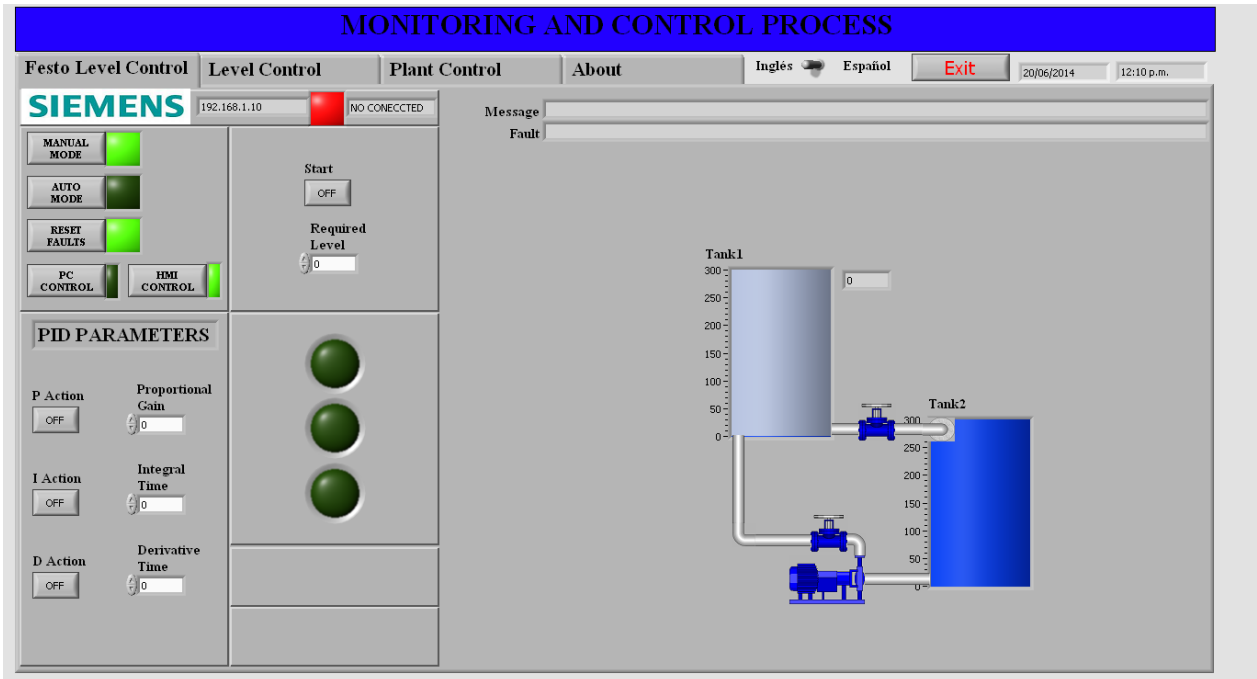 MONITORING AND CONTROL PROCESS
Festo Level Control
Level Control
Plant Control
About
Inglés
Español
Exit
20/06/2014
12:10 p.m.
SIEMENS
192.168.1.10
NO CONECCTED
Message
Fault
MANUAL
MODE
AUTO
MODE
RESET
FAULTS
PC
CONTROL
HMI
CONTROL
Start
OFF
Required
Level
0
PID PARAMETERS
P Action
OFF
Proportional
Gain
0
I Action
OFF
Integral
Time
0
D Action
OFF
Derivative
Time
0
Tank1
300
250
200
150
100
50
0
0
Tank2
300
250
200
150
100
50
0